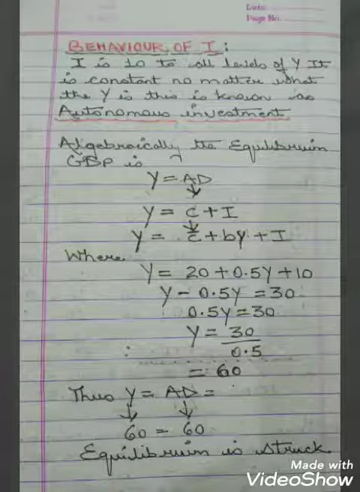 Date:
Page No.
BEHAVIOUR OF I:
I is 10 to all levels of Y It
is constant no matter what
the Y is this is known as
Autonomous investment
Algebraically the Equilibrium
GDP is
Y = AD
↓
Y = C + I
Y = c̄ + by + I
Where
Y = 20 + 0.5Y + 10
Y - 0.5Y = 30
0.5Y = 30
Y = 30
0.5
= 60
Thus Y = AD =
↓ ↓
60 = 60
Equilibrium is struck
Made with
VideoShow